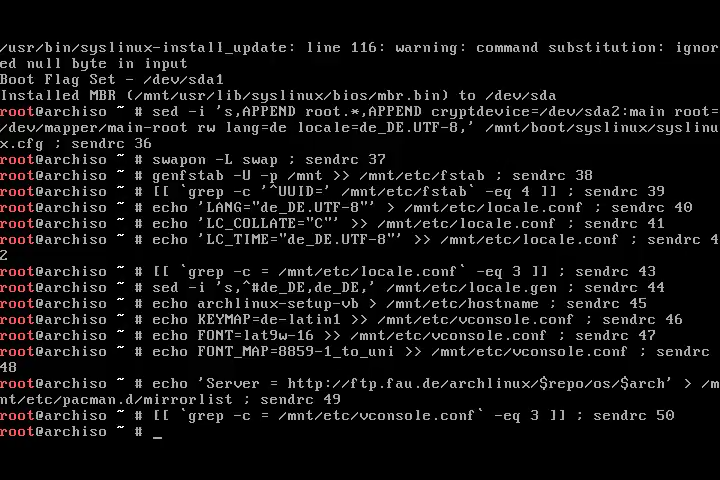 /usr/bin/syslinux-install_update: line 116: warning: command substitution: ignor
ed null byte in input
Boot Flag Set - /dev/sda1
Installed MBR (/mnt/usr/lib/syslinux/bios/mbr.bin) to /dev/sda
root@archiso ~ # sed -i 's,APPEND root.*,APPEND cryptdevice=/dev/sda2:main root=
/dev/mapper/main-root rw lang=de locale=de_DE.UTF-8,' /mnt/boot/syslinux/syslinu
x.cfg ; sendrc 36
root@archiso ~ # swapon -L swap ; sendrc 37
root@archiso ~ # genfstab -U -p /mnt >> /mnt/etc/fstab ; sendrc 38
root@archiso ~ # [[ `grep -c '^UUID=' /mnt/etc/fstab` -eq 4 ]] ; sendrc 39
root@archiso ~ # echo 'LANG="de_DE.UTF-8"' > /mnt/etc/locale.conf ; sendrc 40
root@archiso ~ # echo 'LC_COLLATE="C"' >> /mnt/etc/locale.conf ; sendrc 41
root@archiso ~ # echo 'LC_TIME="de_DE.UTF-8"' >> /mnt/etc/locale.conf ; sendrc 4
2
root@archiso ~ # [[ `grep -c = /mnt/etc/locale.conf` -eq 3 ]] ; sendrc 43
root@archiso ~ # sed -i 's,^#de_DE,de_DE,' /mnt/etc/locale.gen ; sendrc 44
root@archiso ~ # echo archlinux-setup-vb > /mnt/etc/hostname ; sendrc 45
root@archiso ~ # echo KEYMAP=de-latin1 >> /mnt/etc/vconsole.conf ; sendrc 46
root@archiso ~ # echo FONT=lat9w-16 >> /mnt/etc/vconsole.conf ; sendrc 47
root@archiso ~ # echo FONT_MAP=8859-1_to_uni >> /mnt/etc/vconsole.conf ; sendrc 
48
root@archiso ~ # echo 'Server = http://ftp.fau.de/archlinux/$repo/os/$arch' > /m
nt/etc/pacman.d/mirrorlist ; sendrc 49
root@archiso ~ # [[ `grep -c = /mnt/etc/vconsole.conf` -eq 3 ]] ; sendrc 50
root@archiso ~ # _